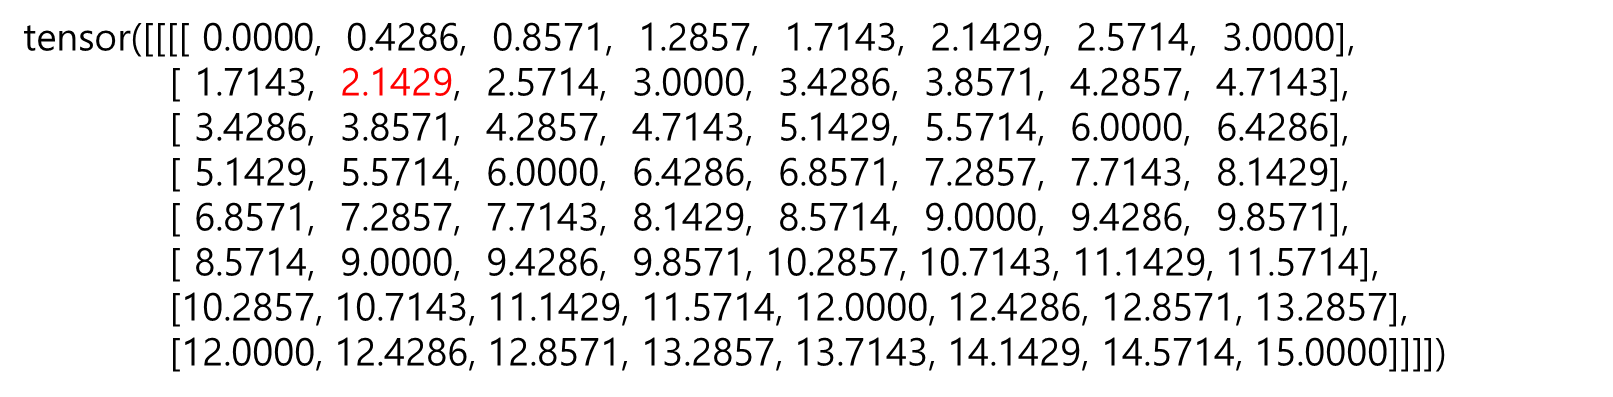 tensor([[[[ 0.0000, 0.4286, 0.8571, 1.2857, 1.7143, 2.1429, 2.5714, 3.0000],
[ 1.7143, 2.1429, 2.5714, 3.0000, 3.4286, 3.8571, 4.2857, 4.7143],
[ 3.4286, 3.8571, 4.2857, 4.7143, 5.1429, 5.5714, 6.0000, 6.4286],
[ 5.1429, 5.5714, 6.0000, 6.4286, 6.8571, 7.2857, 7.7143, 8.1429],
[ 6.8571, 7.2857, 7.7143, 8.1429, 8.5714, 9.0000, 9.4286, 9.8571],
[ 8.5714, 9.0000, 9.4286, 9.8571, 10.2857, 10.7143, 11.1429, 11.5714],
[10.2857, 10.7143, 11.1429, 11.5714, 12.0000, 12.4286, 12.8571, 13.2857],
[12.0000, 12.4286, 12.8571, 13.2857, 13.7143, 14.1429, 14.5714, 15.0000]]]])